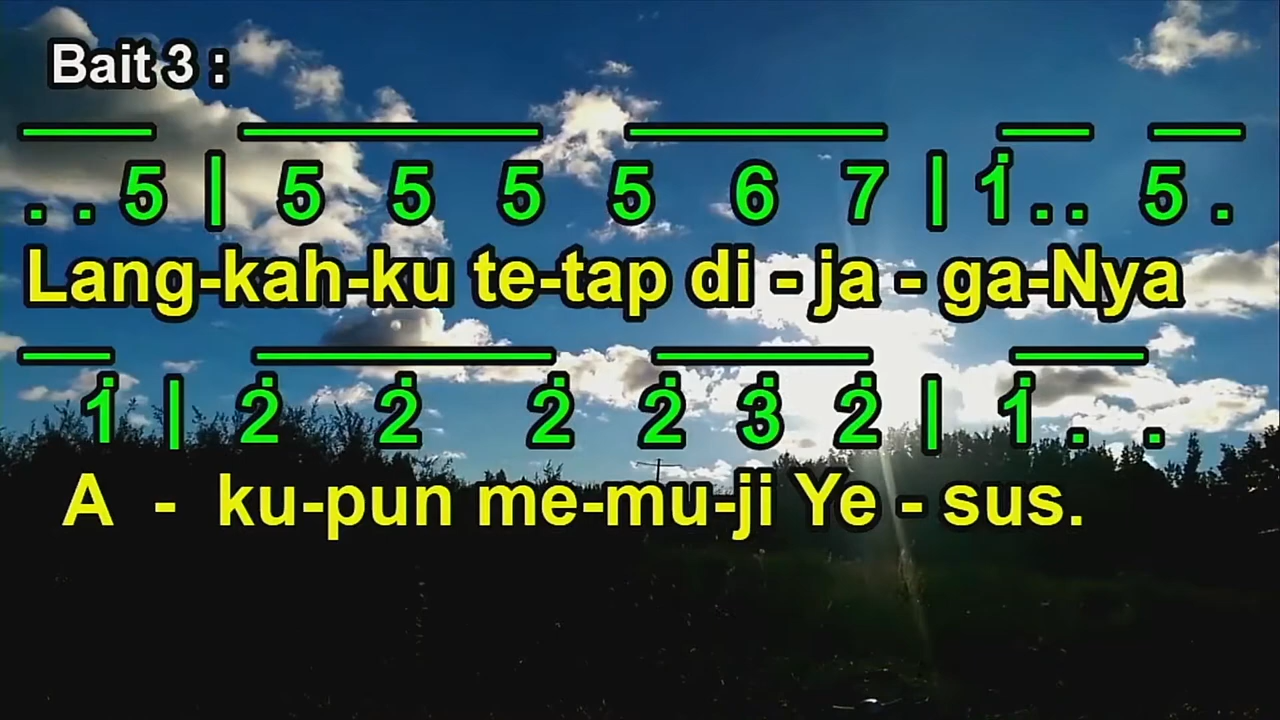 Bait 3 :
. . 5 | 5 5 5 5 6 7 | 1̇ . . 5 .
Lang-kah-ku te-tap di - ja - ga-Nya
1̇ | 2̇ 2̇ 2̇ 2̇ 3̇ 2̇ | 1̇ . .
A - ku-pun me-mu-ji Ye - sus.